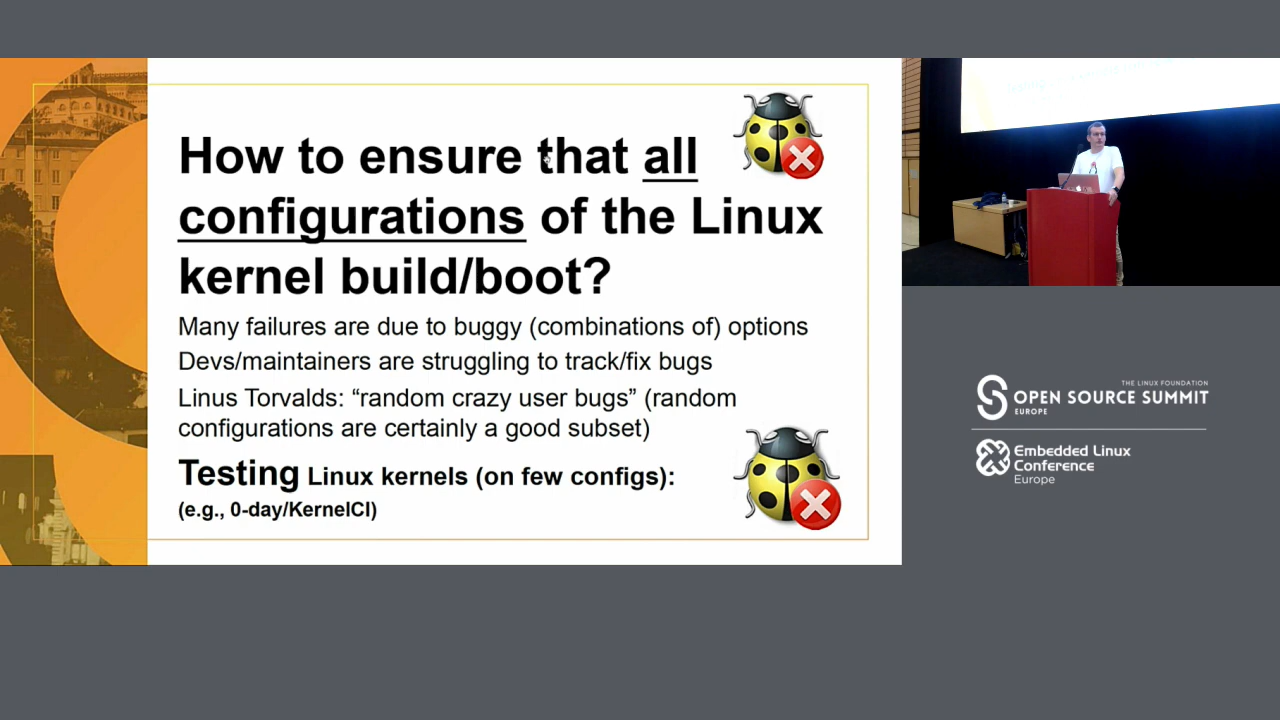 How to ensure that all
configurations of the Linux
kernel build/boot?
Many failures are due to buggy (combinations of) options
Devs/maintainers are struggling to track/fix bugs
Linus Torvalds: “random crazy user bugs” (random
configurations are certainly a good subset)
Testing Linux kernels (on few configs):
(e.g., 0-day/KernelCI)
THE LINUX FOUNDATION
OPEN SOURCE SUMMIT
EUROPE
Embedded Linux
Conference
Europe